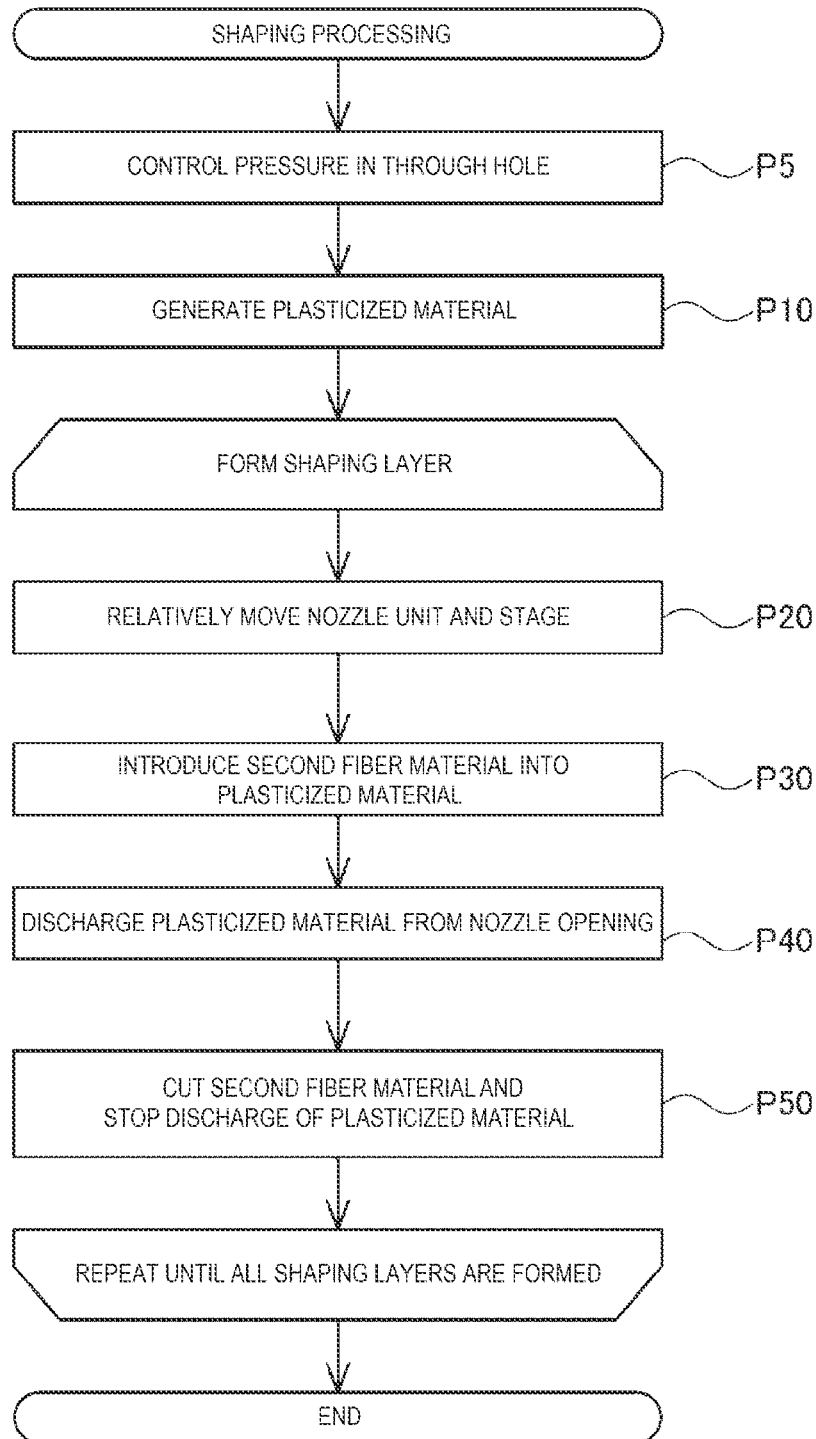 SHAPING PROCESSING
CONTROL PRESSURE IN THROUGH HOLE
P5
GENERATE PLASTICIZED MATERIAL
P10
FORM SHAPING LAYER
RELATIVELY MOVE NOZZLE UNIT AND STAGE
P20
INTRODUCE SECOND FIBER MATERIAL INTO
PLASTICIZED MATERIAL
P30
DISCHARGE PLASTICIZED MATERIAL FROM NOZZLE OPENING
P40
CUT SECOND FIBER MATERIAL AND
STOP DISCHARGE OF PLASTICIZED MATERIAL
P50
REPEAT UNTIL ALL SHAPING LAYERS ARE FORMED
END